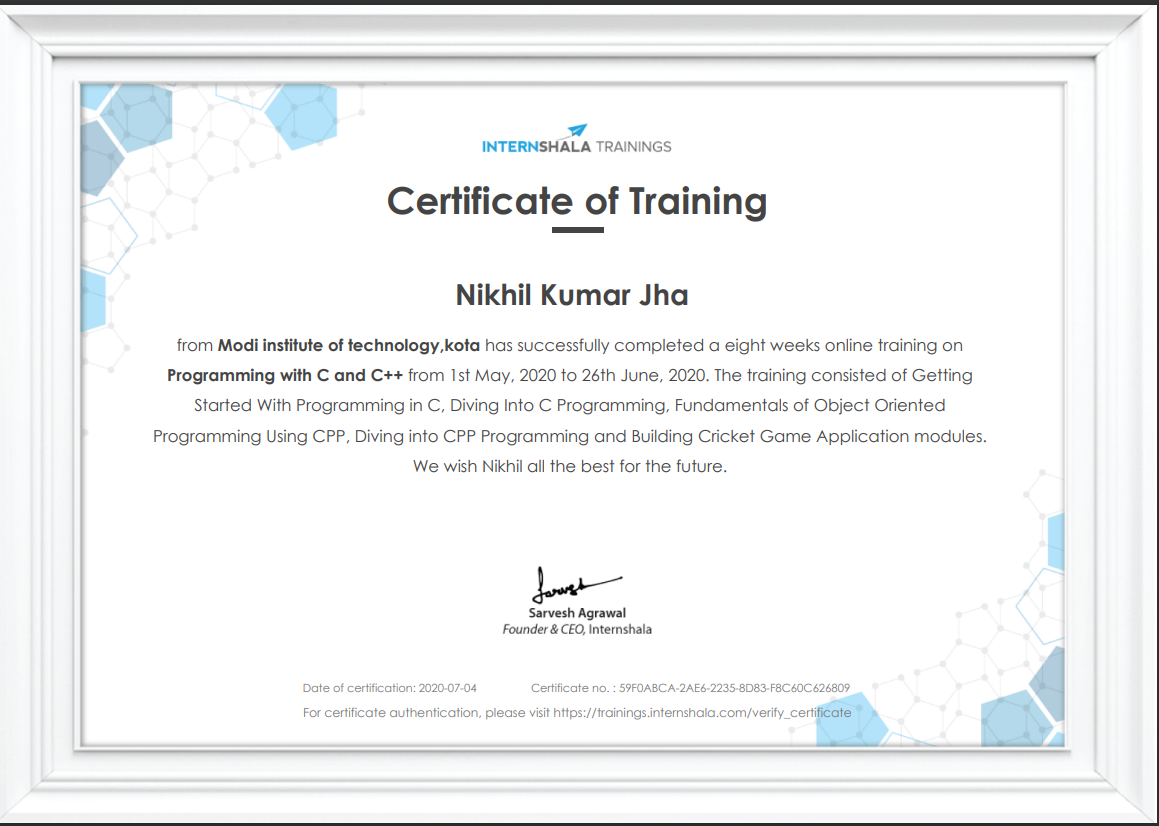 INTERNSHALA TRAININGS
Certificate of Training
Nikhil Kumar Jha
from Modi institute of technology,kota has successfully completed a eight weeks online training on
Programming with C and C++ from 1st May, 2020 to 26th June, 2020. The training consisted of Getting
Started With Programming in C, Diving Into C Programming, Fundamentals of Object Oriented
Programming Using CPP, Diving into CPP Programming and Building Cricket Game Application modules.
We wish Nikhil all the best for the future.
Sarvesh
Sarvesh Agrawal
Founder & CEO, Internshala
Date of certification: 2020-07-04 Certificate no. : 59F0ABCA-2AE6-2235-8D83-F8C60C626809
For certificate authentication, please visit https://trainings.internshala.com/verify_certificate